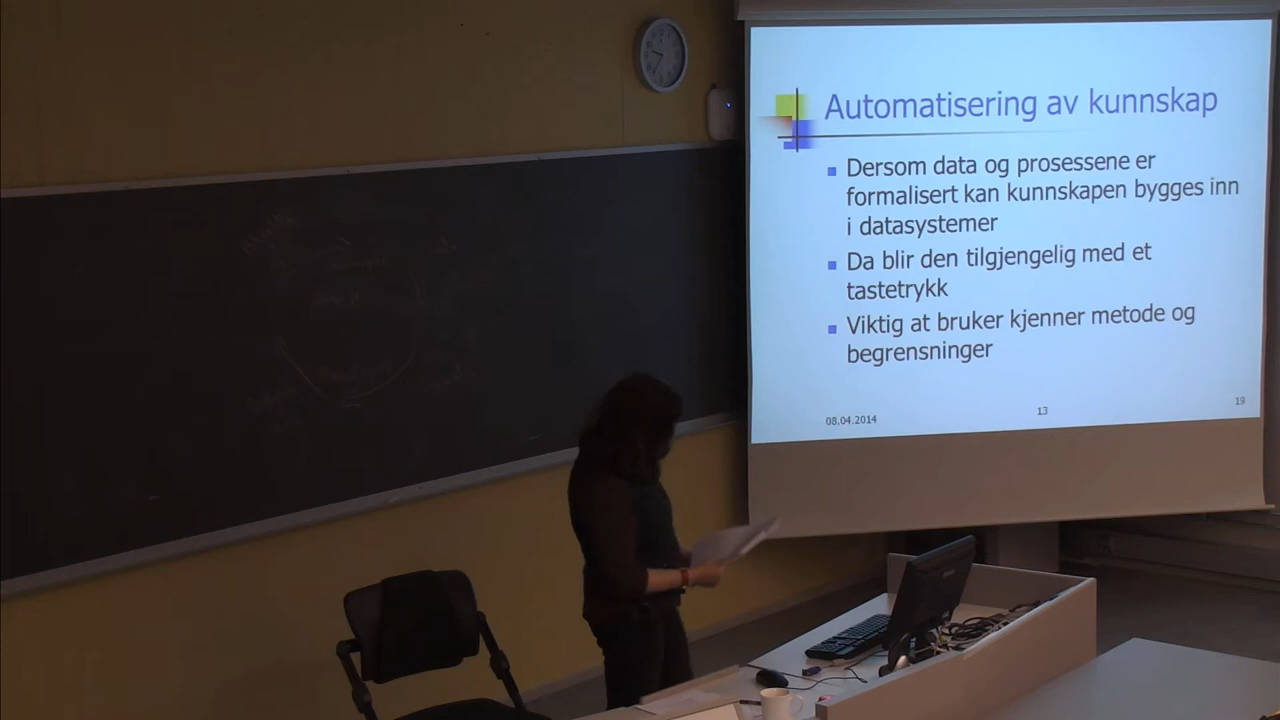 Automatisering av kunnskap
Dersom data og prosessene er
formalisert kan kunnskapen bygges inn
i datasystemer
Da blir den tilgjengelig med et
tastetrykk
Viktig at bruker kjenner metode og
begrensninger
08.04.2014
13
19